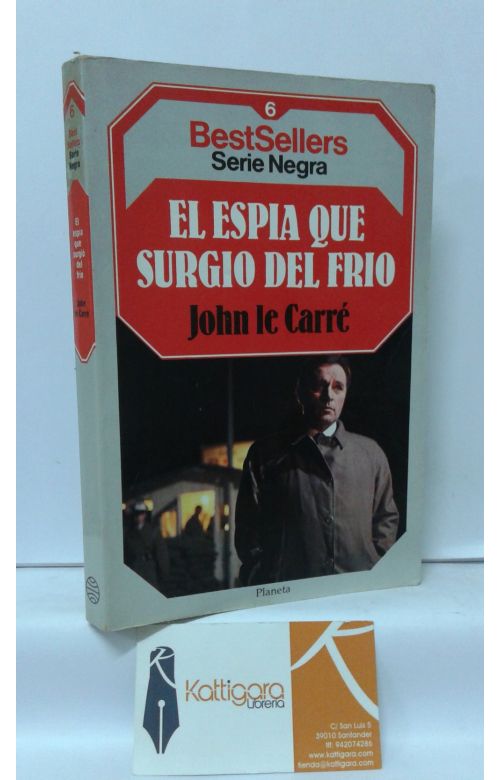 6
BestSellers
Serie Negra
EL ESPIA QUE
SURGIO DEL FRIO
John le Carré
Planeta
6
Best
Sellers
Serie
Negra
El
espía
que
surgió
del
frío
John
le Carré
Kattigara
Librería
C/ San Luis 5
39010 Santander
tlf: 942074286
www.kattigara.com
tienda@kattigara.com